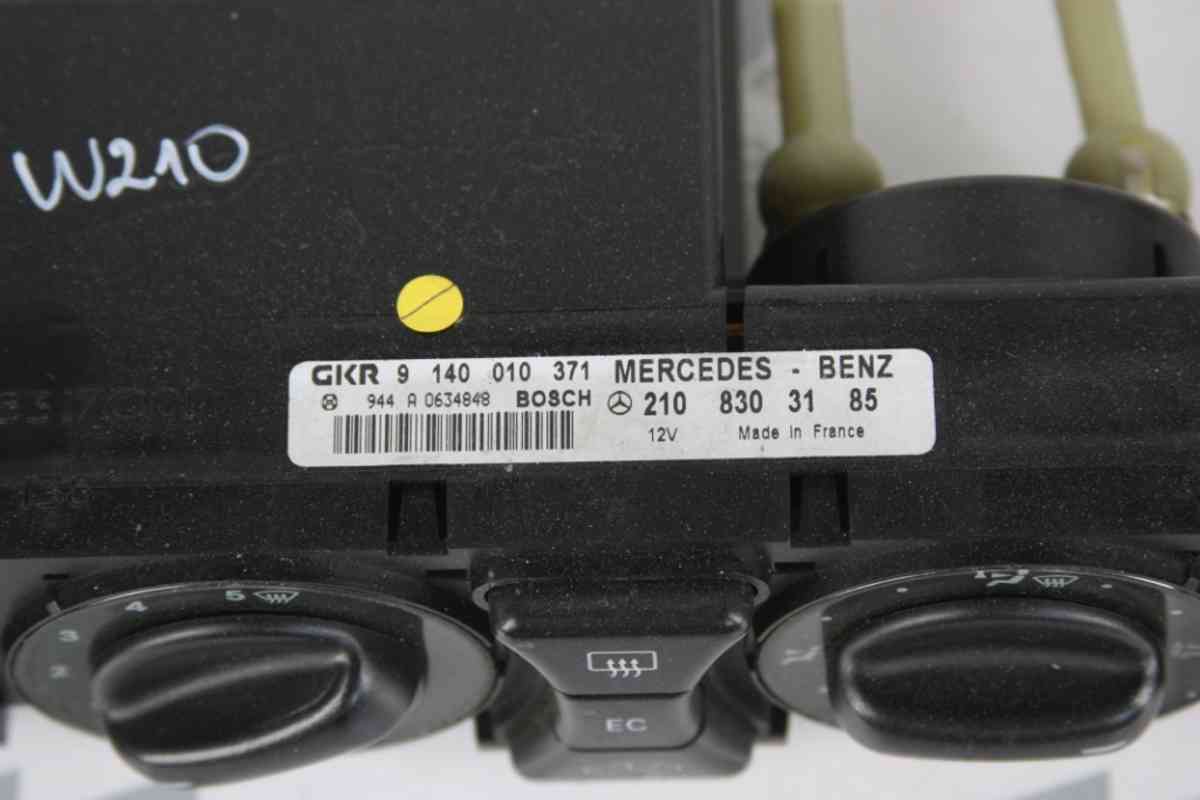 W210
GKR 9 140 010 371 MERCEDES - BENZ
944 A 0634848 BOSCH 210 830 31 85
12V Made in France
2 3 4 5
EC